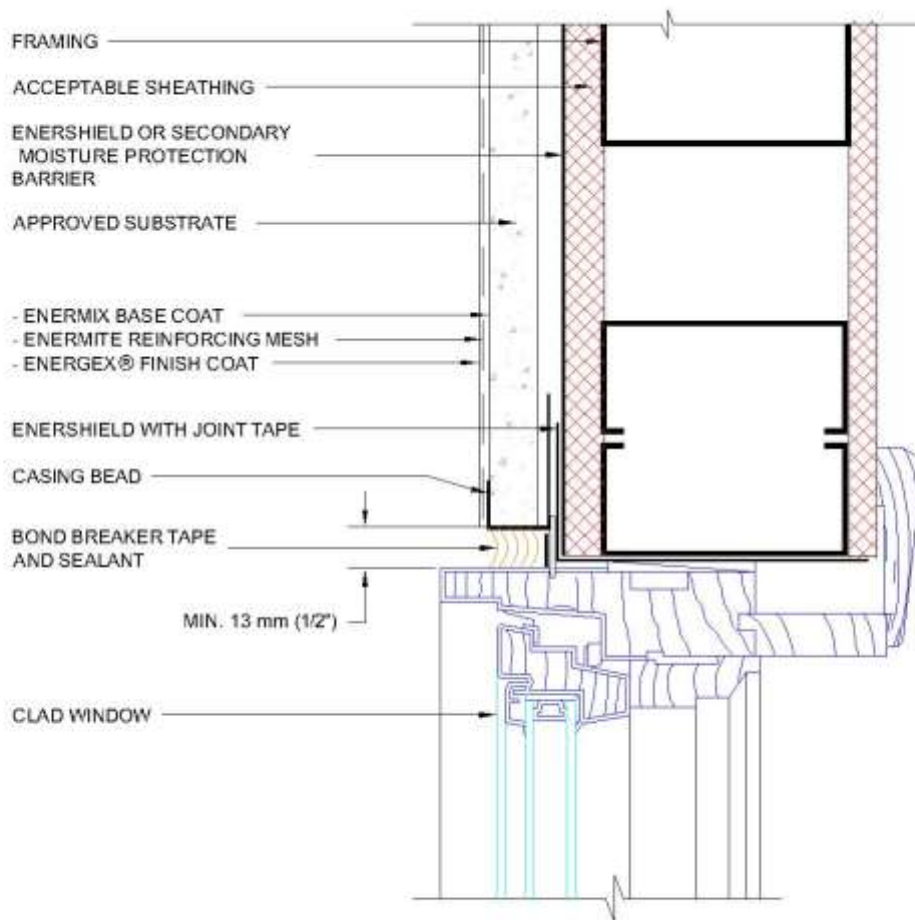 FRAMING
ACCEPTABLE SHEATHING
ENERSHIELD OR SECONDARY
MOISTURE PROTECTION
BARRIER
APPROVED SUBSTRATE
- ENERMIX BASE COAT
- ENERMITE REINFORCING MESH
- ENERGEX® FINISH COAT
ENERSHIELD WITH JOINT TAPE
CASING BEAD
BOND BREAKER TAPE
AND SEALANT
MIN. 13 mm (1/2")
CLAD WINDOW